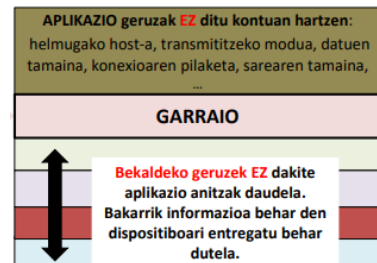 APLIKAZIO geruzak EZ ditu kontuan hartzen:
helmugako host-a, transmititzeko modua, datuen
tamaina, konexioaren pilaketa, sarearen tamaina,
...
GARRAIO
Bekaldeko geruzek EZ dakite
aplikazio anitzak daudela.
Bakarrik informazioa behar den
dispositiboari entregatu behar
dutela.